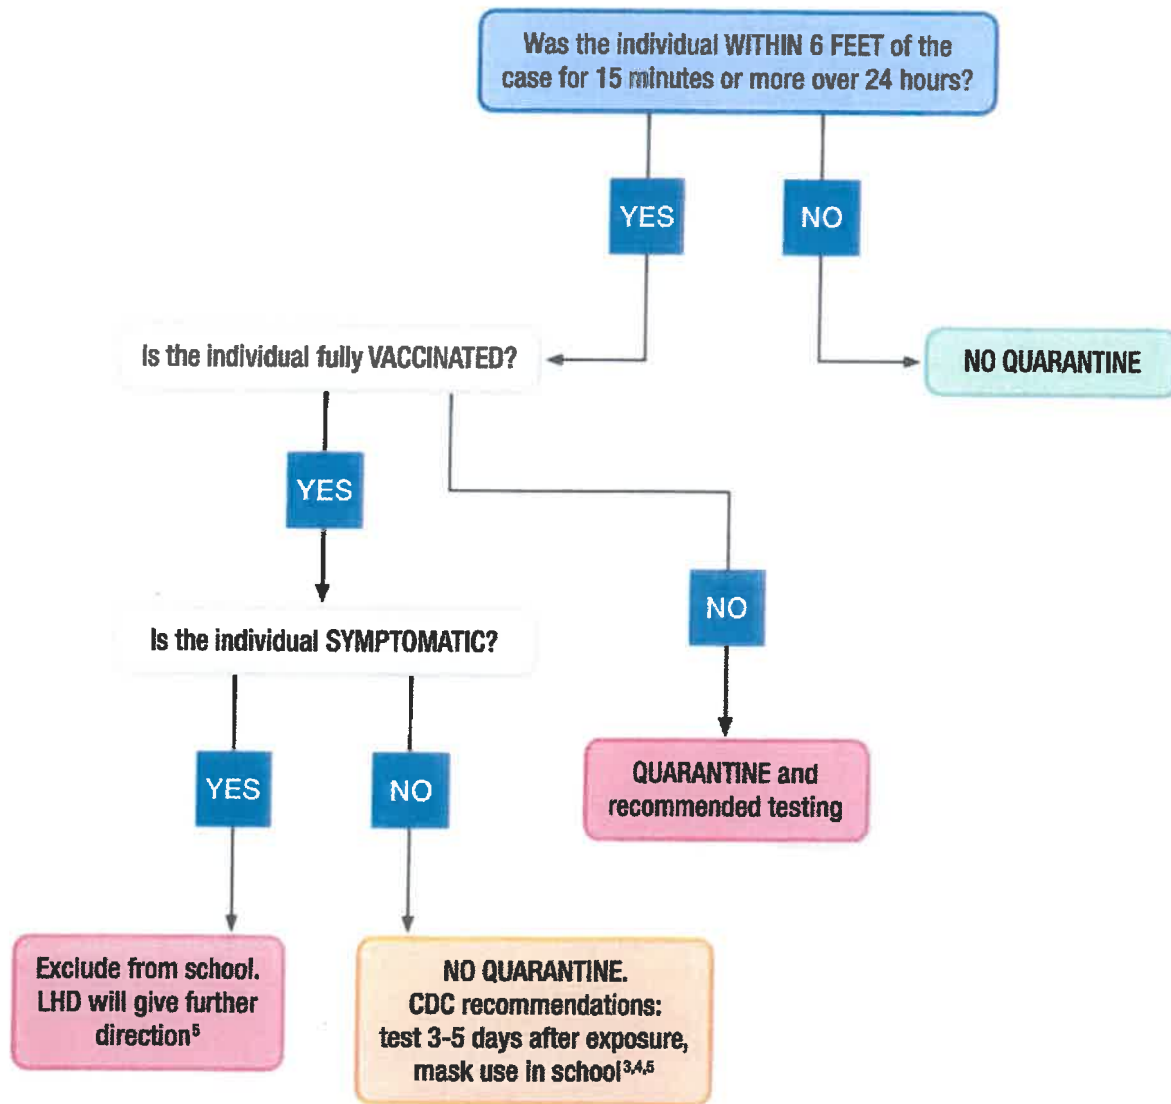 Was the individual WITHIN 6 FEET of the
case for 15 minutes or more over 24 hours?
YES
NO
Is the individual fully VACCINATED?
NO QUARANTINE
YES
NO
Is the individual SYMPTOMATIC?
YES
NO
QUARANTINE and
recommended testing
Exclude from school.
LHD will give further
direction⁵
NO QUARANTINE.
CDC recommendations:
test 3-5 days after exposure,
mask use in school³,⁴,⁵